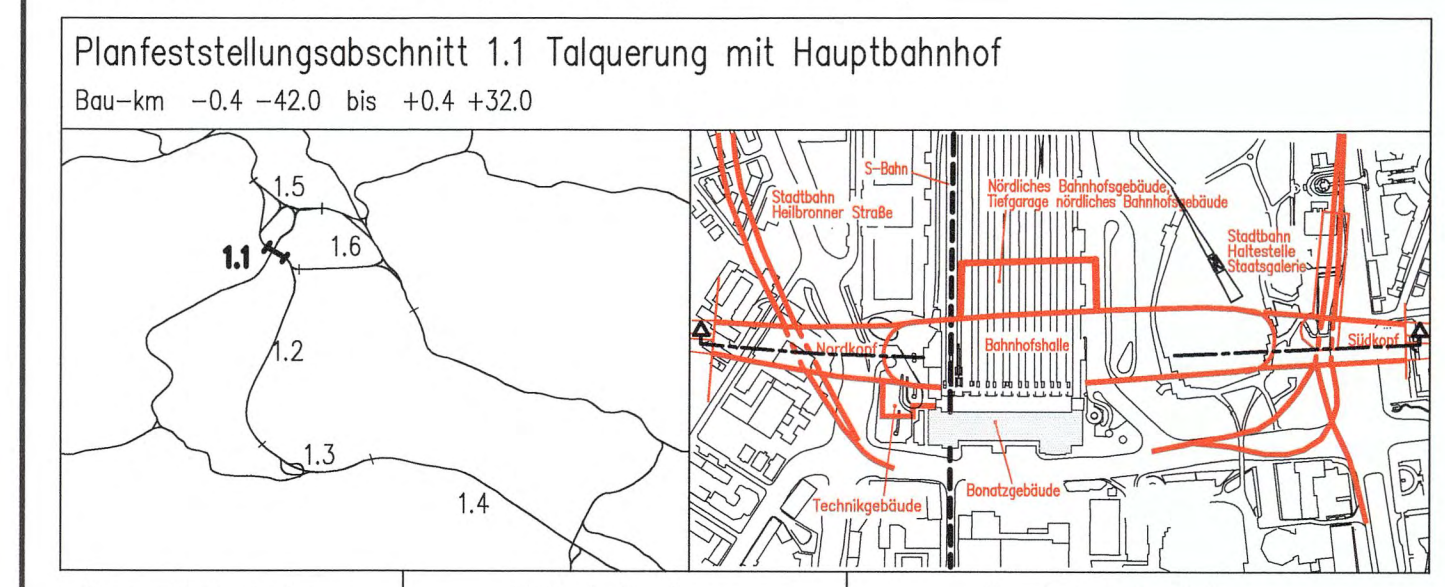 Planfeststellungsabschnitt 1.1 Talquerung mit Hauptbahnhof
Bau-km -0.4 -42.0 bis +0.4 +32.0
1.5
1.6
1.1
1.2
1.3
1.4
S-Bahn
Stadtbahn
Heilbronner Straße
Nördliches Bahnhofsgebäude,
Tiefgarage nördliches Bahnhofsgebäude
Stadtbahn
Haltestelle
Staatsgalerie
Nordkopf
Bahnhofshalle
Südkopf
Technikgebäude
Bonatzgebäude